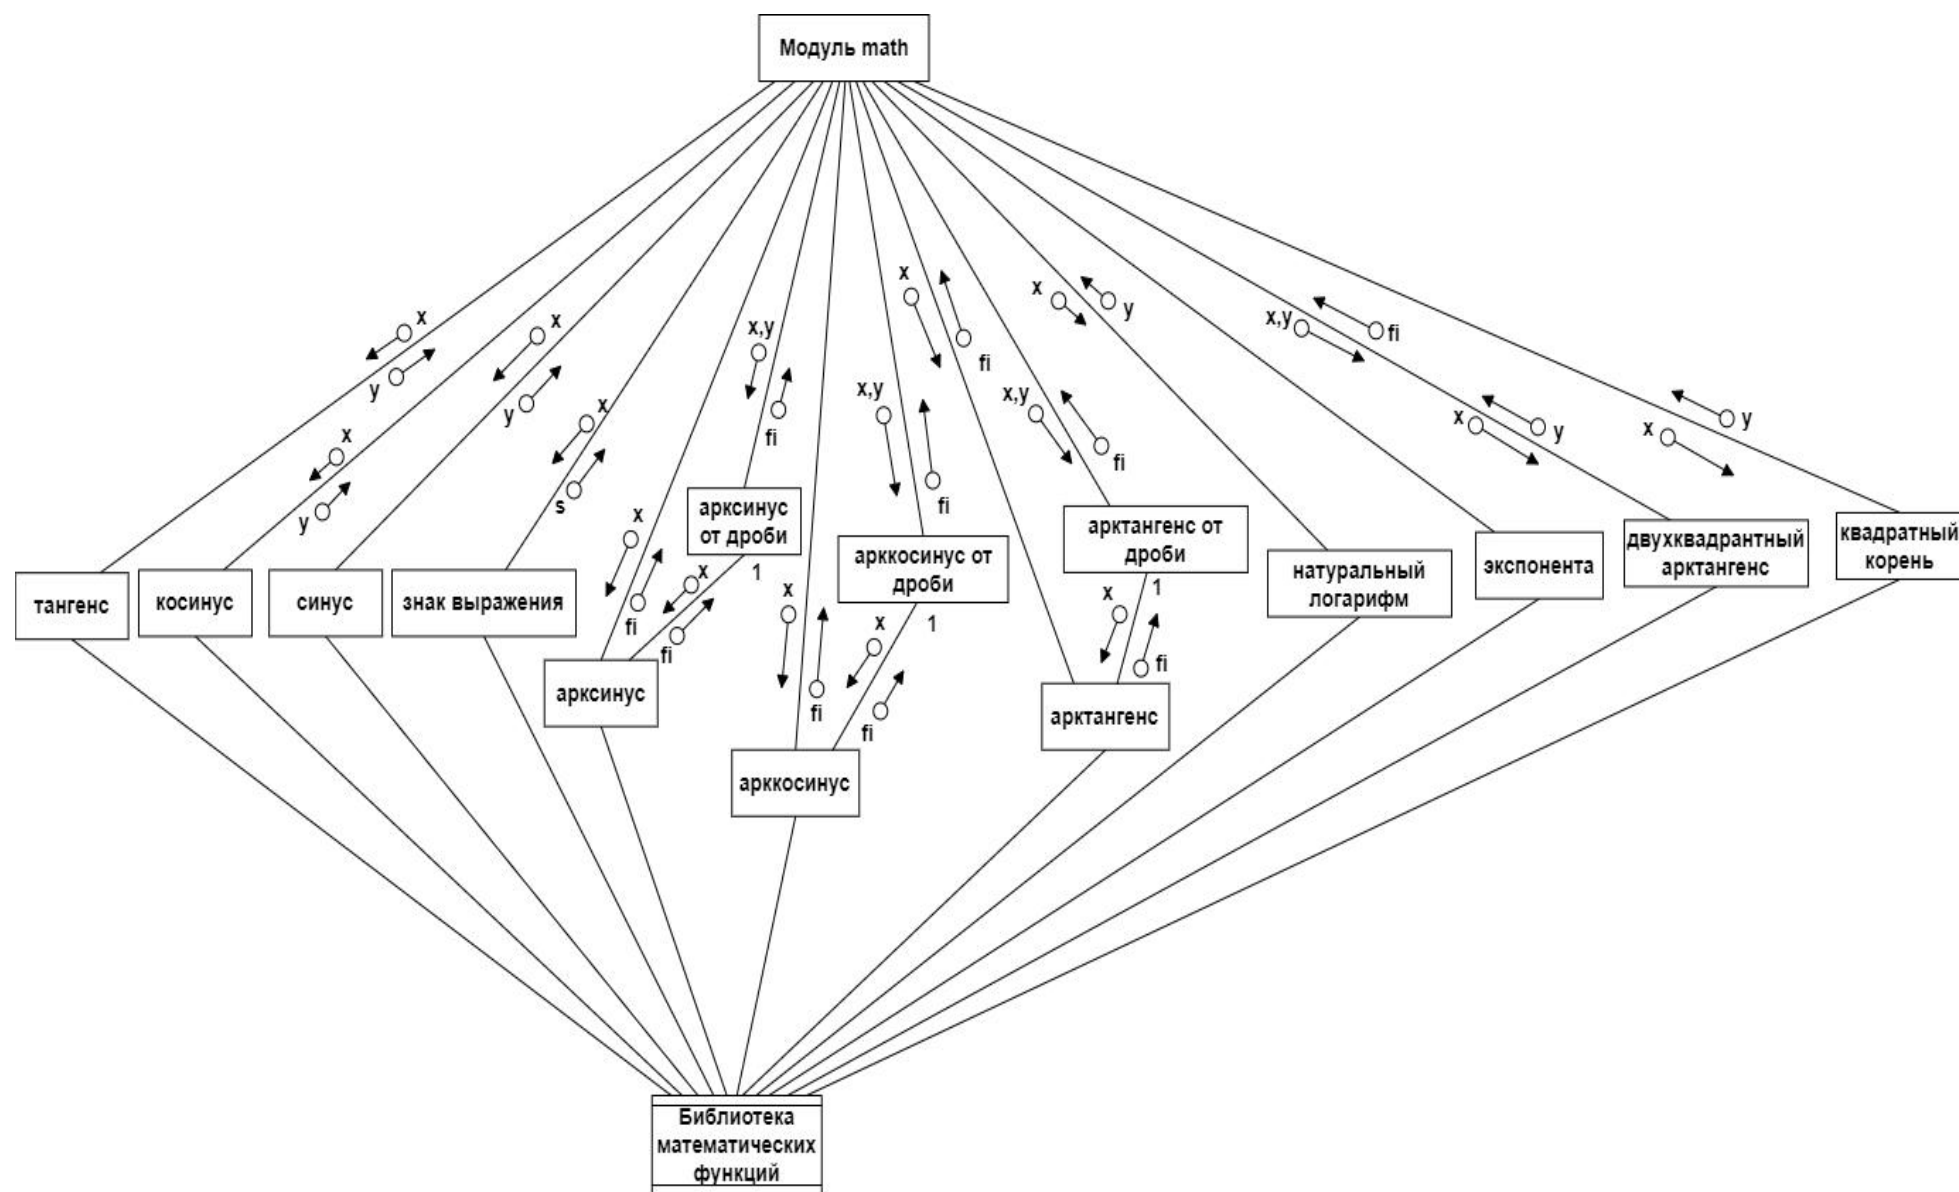 Модуль math
x
y
x
y
x
y
x
s
x
fi
x,y
fi
x
fi
x,y
fi
x
fi
x,y
fi
x
y
x,y
fi
x
y
x
y
арксинус
от дроби
1
x
fi
арккосинус от
дроби
1
x
fi
x
fi
арктангенс от
дроби
1
x
fi
тангенс
косинус
синус
знак выражения
натуральный
логарифм
экспонента
двухквадрантный
арктангенс
квадратный
корень
арксинус
арккосинус
арктангенс
Библиотека
математических
функций